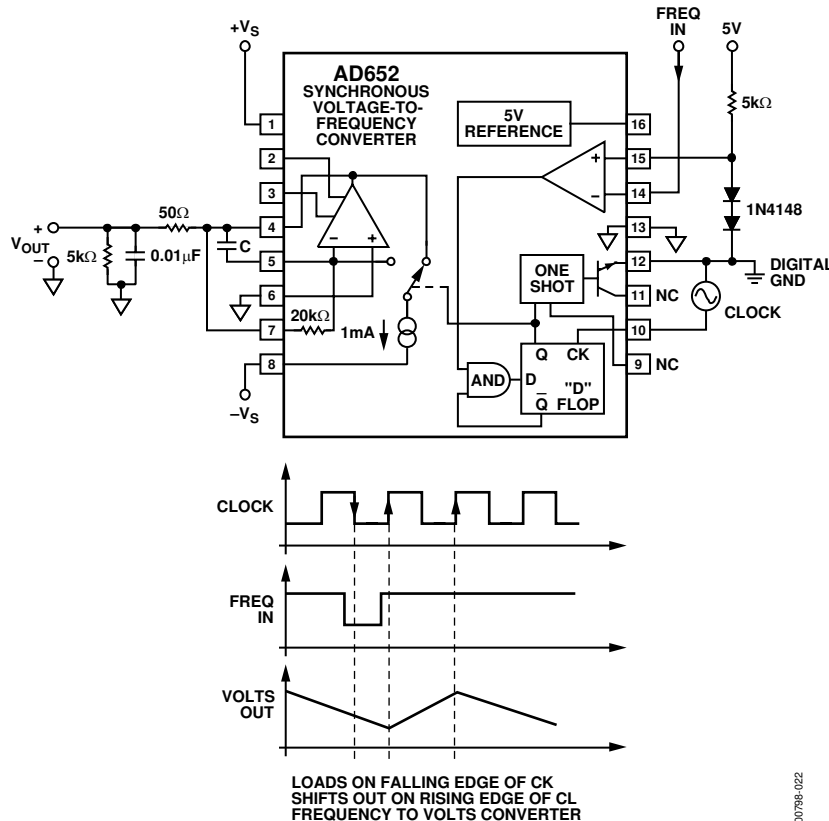 +VS
FREQ
IN
5V
AD652
SYNCHRONOUS
VOLTAGE-TO-
FREQUENCY
CONVERTER
5V
REFERENCE
5kΩ
1
16
2
15
3
14
1N4148
4
13
+
VOUT
–
5kΩ
0.01µF
50Ω
C
–
+
+
–
5
12
DIGITAL
GND
ONE
SHOT
6
11
NC
CLOCK
20kΩ
7
10
1mA
8
9
NC
–VS
AND
Q
CK
D
"D"
Q
FLOP
CLOCK
FREQ
IN
VOLTS
OUT
LOADS ON FALLING EDGE OF CK
SHIFTS OUT ON RISING EDGE OF CL
FREQUENCY TO VOLTS CONVERTER
00798-022